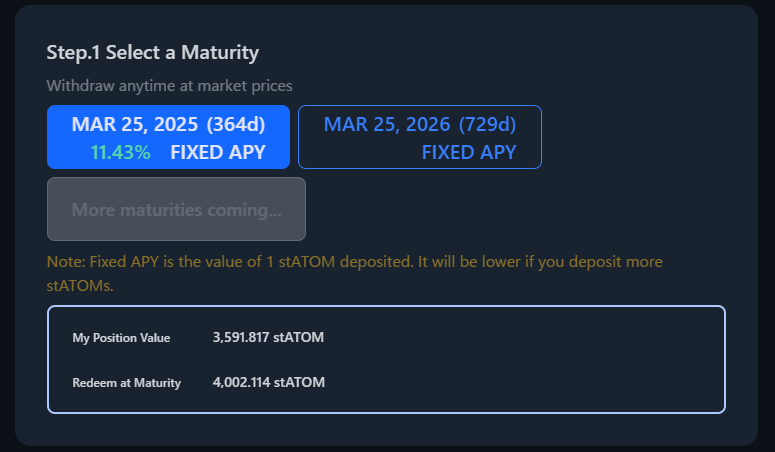 Step.1 Select a Maturity
Withdraw anytime at market prices
MAR 25, 2025 (364d)
11.43% FIXED APY
MAR 25, 2026 (729d)
FIXED APY
More maturities coming...
Note: Fixed APY is the value of 1 stATOM deposited. It will be lower if you deposit more
stATOMs.
My Position Value 3,591.817 stATOM
Redeem at Maturity 4,002.114 stATOM